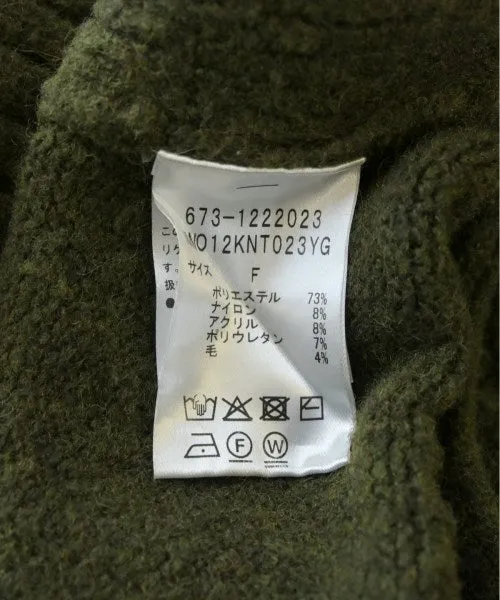 673-1222023
WO12KNT023YG
サイズ F
ポリエステル 73%
ナイロン 8%
アクリル 8%
ポリウレタン 7%
毛 4%
F
W